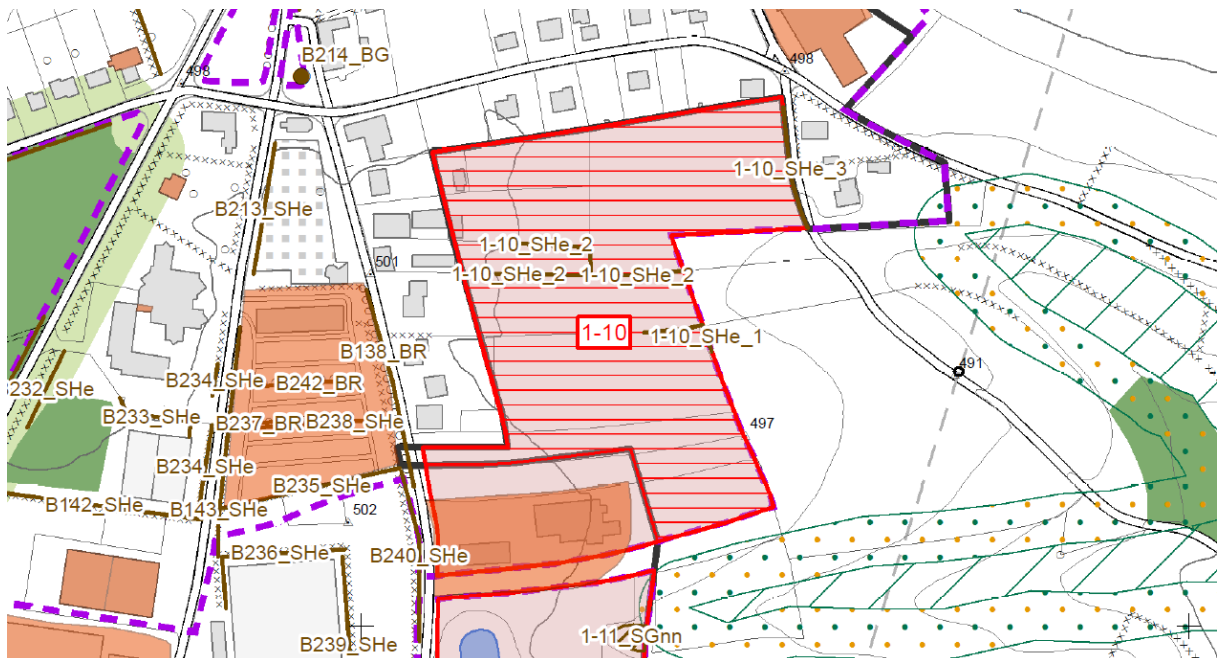 B214_BG
498
498
1-10_SHe_3
B213_SHe
1-10_SHe_2
501
1-10_SHe_2
1-10_SHe_2
1-10
1-10_SHe_1
B138_BR
491
B234_SHe
B242_BR
232_SHe
B233_SHe
B237_BR
B238_SHe
497
B234_SHe
B235_SHe
B142_SHe
B143_SHe
502
B236_SHe
B240_SHe
1-11_SGnn
B239_SHe